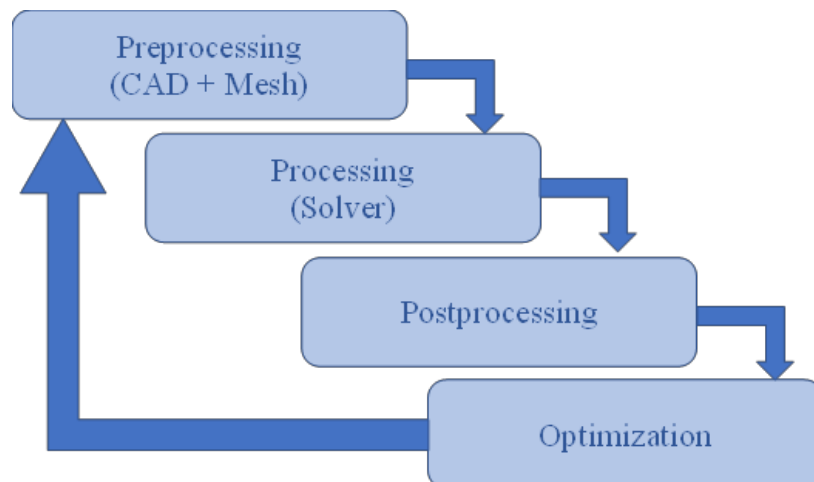 Preprocessing
(CAD + Mesh)
Processing
(Solver)
Postprocessing
Optimization